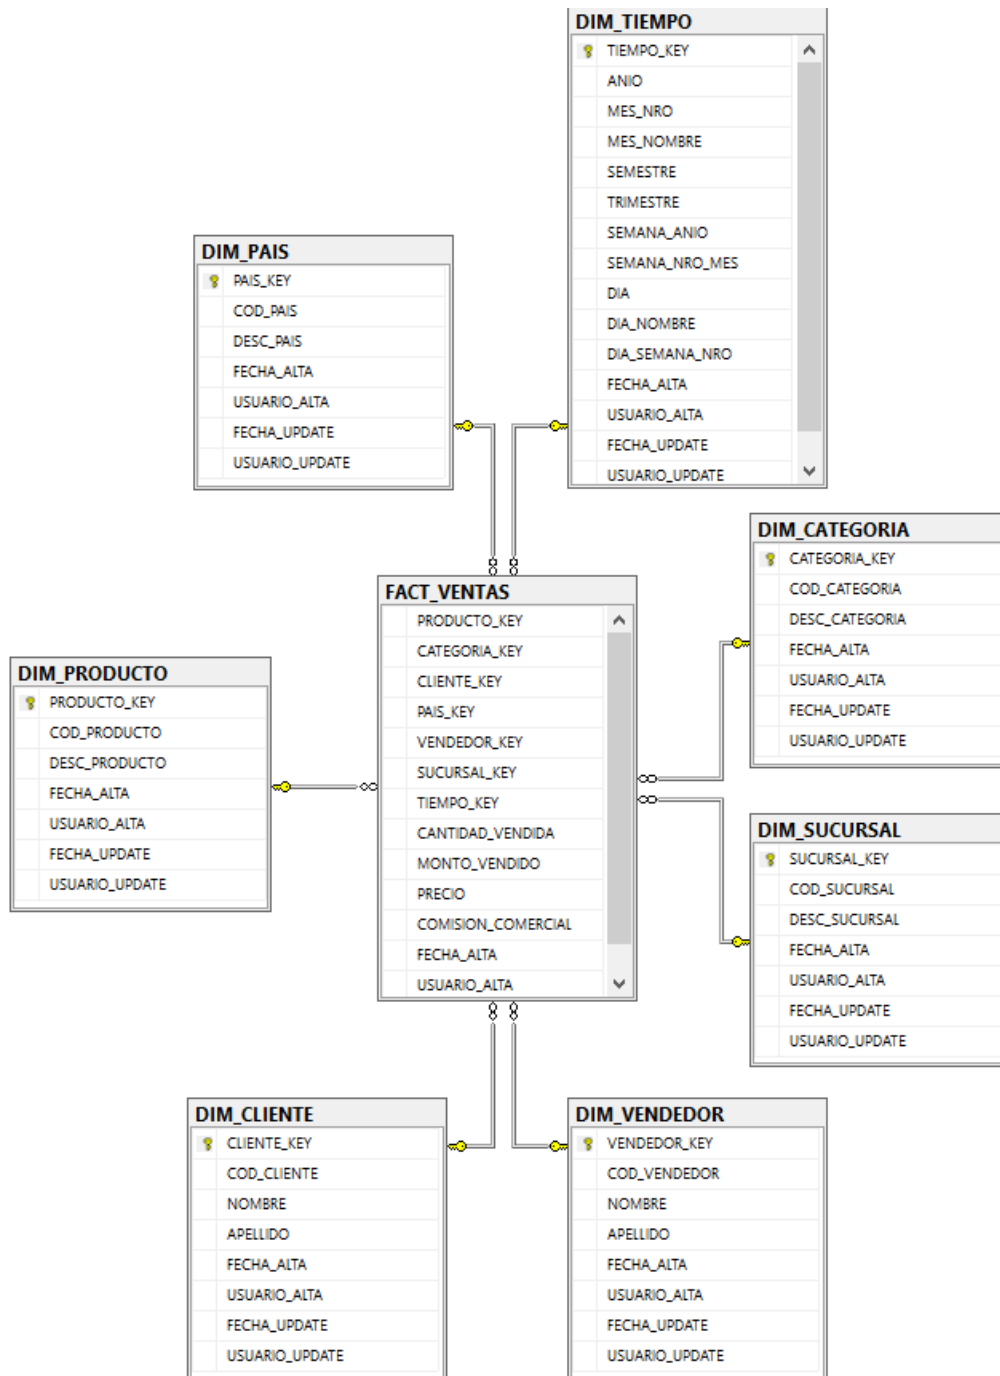 DIM_TIEMPO
TIEMPO_KEY
ANIO
MES_NRO
MES_NOMBRE
SEMESTRE
TRIMESTRE
SEMANA_ANIO
SEMANA_NRO_MES
DIA
DIA_NOMBRE
DIA_SEMANA_NRO
FECHA_ALTA
USUARIO_ALTA
FECHA_UPDATE
USUARIO_UPDATE
DIM_PAIS
PAIS_KEY
COD_PAIS
DESC_PAIS
FECHA_ALTA
USUARIO_ALTA
FECHA_UPDATE
USUARIO_UPDATE
DIM_CATEGORIA
CATEGORIA_KEY
COD_CATEGORIA
DESC_CATEGORIA
FECHA_ALTA
USUARIO_ALTA
FECHA_UPDATE
USUARIO_UPDATE
FACT_VENTAS
PRODUCTO_KEY
CATEGORIA_KEY
CLIENTE_KEY
PAIS_KEY
VENDEDOR_KEY
SUCURSAL_KEY
TIEMPO_KEY
CANTIDAD_VENDIDA
MONTO_VENDIDO
PRECIO
COMISION_COMERCIAL
FECHA_ALTA
USUARIO_ALTA
DIM_PRODUCTO
PRODUCTO_KEY
COD_PRODUCTO
DESC_PRODUCTO
FECHA_ALTA
USUARIO_ALTA
FECHA_UPDATE
USUARIO_UPDATE
DIM_SUCURSAL
SUCURSAL_KEY
COD_SUCURSAL
DESC_SUCURSAL
FECHA_ALTA
USUARIO_ALTA
FECHA_UPDATE
USUARIO_UPDATE
DIM_CLIENTE
CLIENTE_KEY
COD_CLIENTE
NOMBRE
APELLIDO
FECHA_ALTA
USUARIO_ALTA
FECHA_UPDATE
USUARIO_UPDATE
DIM_VENDEDOR
VENDEDOR_KEY
COD_VENDEDOR
NOMBRE
APELLIDO
FECHA_ALTA
USUARIO_ALTA
FECHA_UPDATE
USUARIO_UPDATE